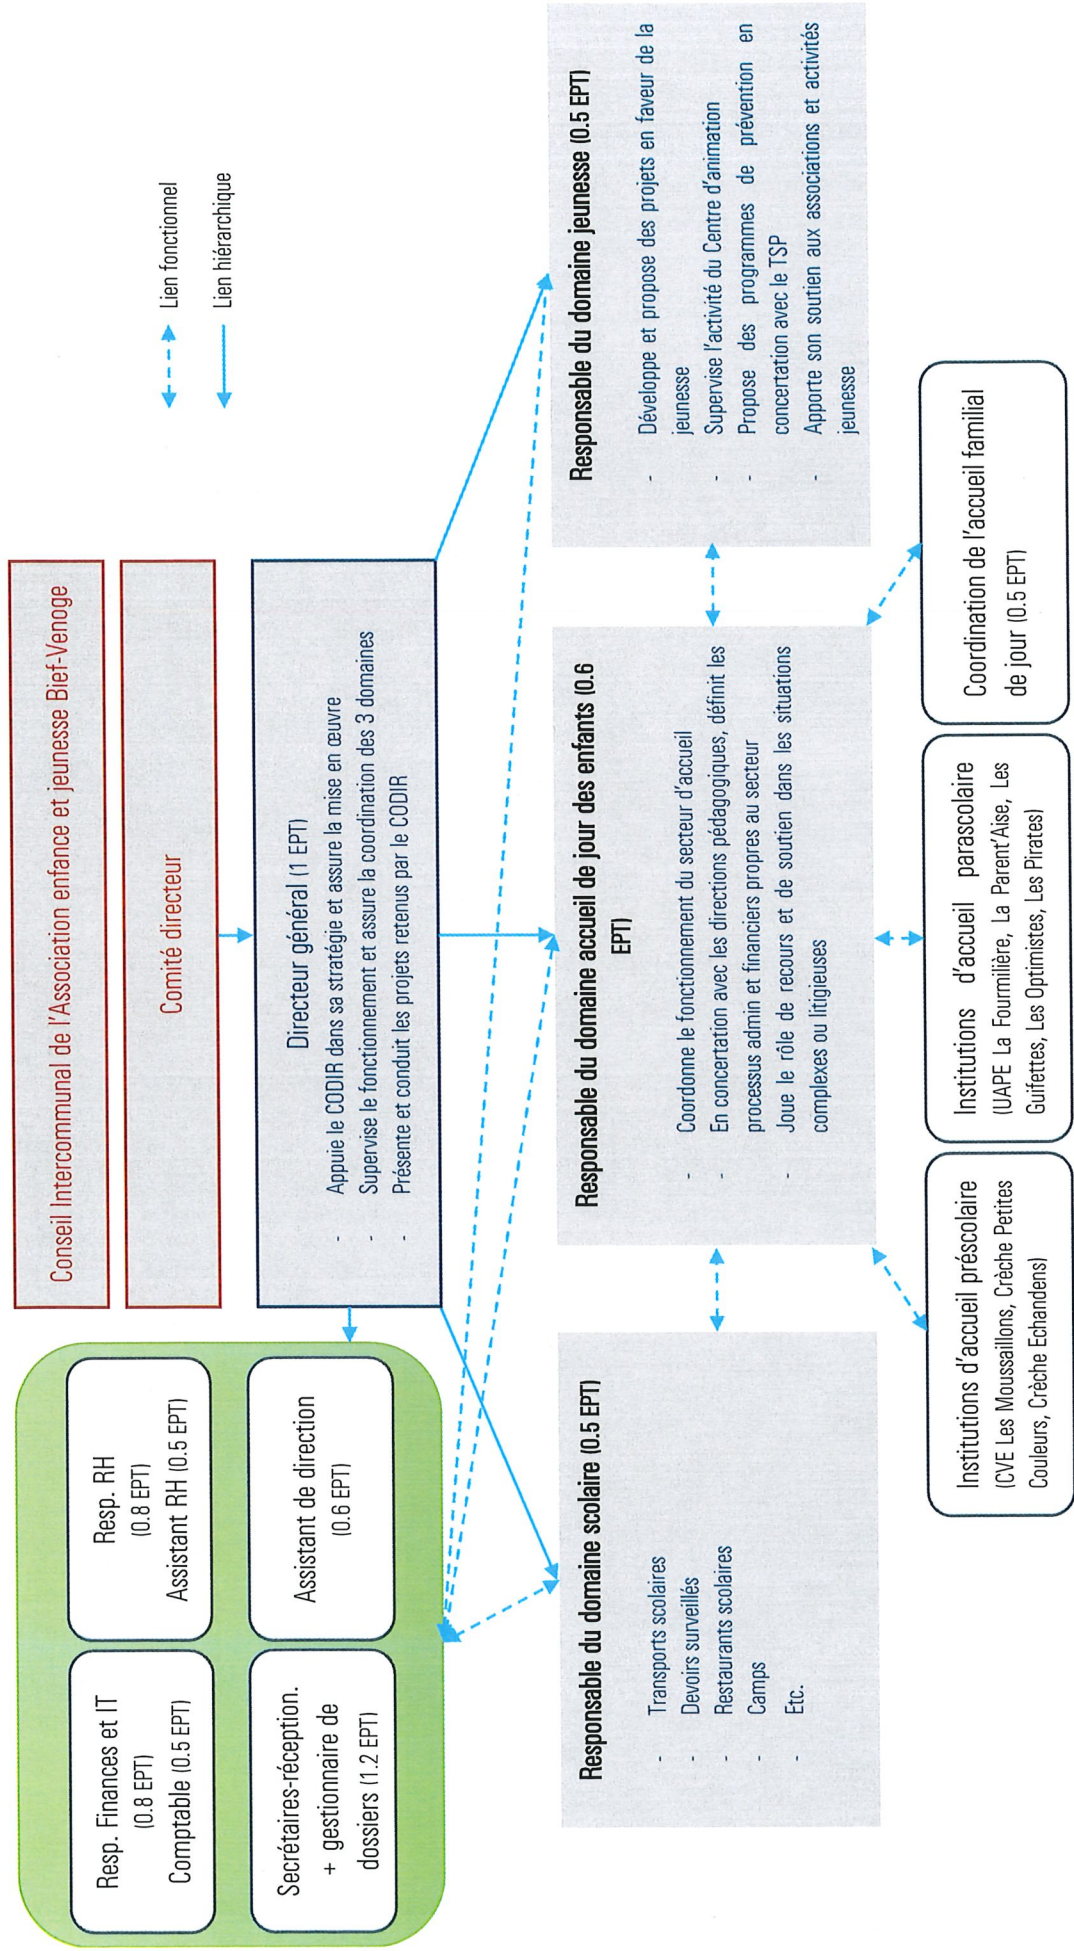 Conseil Intercommunal de l'Association enfance et jeunesse Bief-Venoge
Comité directeur
Directeur général (1 EPT)
- Appuie le CODIR dans sa stratégie et assure la mise en œuvre
- Supervise le fonctionnement et assure la coordination des 3 domaines
- Présente et conduit les projets retenus par le CODIR
Lien fonctionnel
Lien hiérarchique
Resp. Finances et IT
(0.8 EPT)
Comptable (0.5 EPT)
Resp. RH
(0.8 EPT)
Assistant RH (0.5 EPT)
Secrétaires-réception.
+ gestionnaire de
dossiers (1.2 EPT)
Assistant de direction
(0.6 EPT)
Responsable du domaine scolaire (0.5 EPT)
- Transports scolaires
- Devoirs surveillés
- Restaurants scolaires
- Camps
- Etc.
Responsable du domaine accueil de jour des enfants (0.6
EPT)
- Coordonne le fonctionnement du secteur d'accueil
- En concertation avec les directions pédagogiques, définit les
processus admin et financiers propres au secteur
- Joue le rôle de recours et de soutien dans les situations
complexes ou litigieuses
Responsable du domaine jeunesse (0.5 EPT)
- Développe et propose des projets en faveur de la
jeunesse
- Supervise l'activité du Centre d'animation
- Propose des programmes de prévention en
concertation avec le TSP
- Apporte son soutien aux associations et activités
jeunesse
Institutions d'accueil préscolaire
(CVE Les Moussaillons, Crèche Petites
Couleurs, Crèche Echandens)
Institutions d'accueil parascolaire
(UAPE La Fourmilière, La Parent'Aise, Les
Guifettes, Les Optimistes, Les Pirates)
Coordination de l'accueil familial
de jour (0.5 EPT)